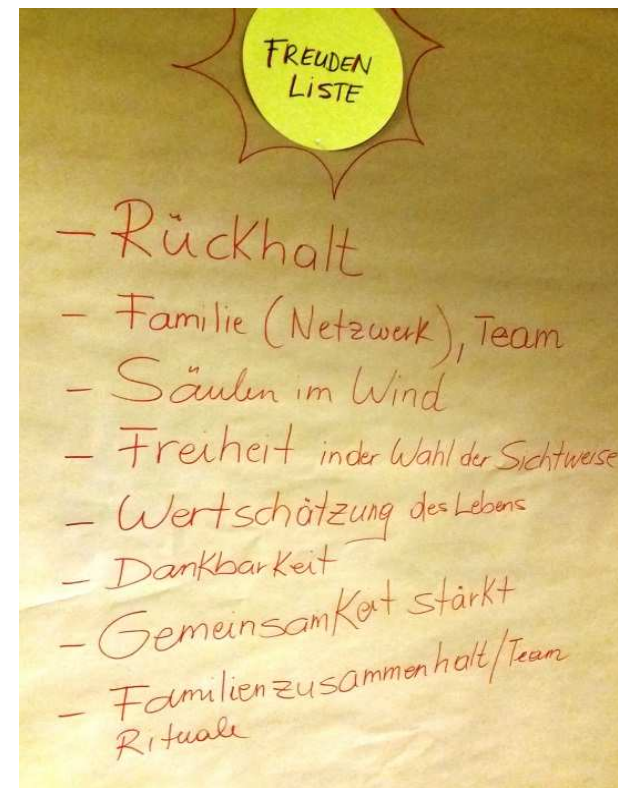 FREUDEN
LISTE
- Rückhalt
- Familie (Netzwerk), Team
- Säulen im Wind
- Freiheit in der Wahl der Sichtweise
- Wertschätzung des Lebens
- Dankbarkeit
- Gemeinsamkeit stärkt
- Familienzusammenhalt/Team
Rituale